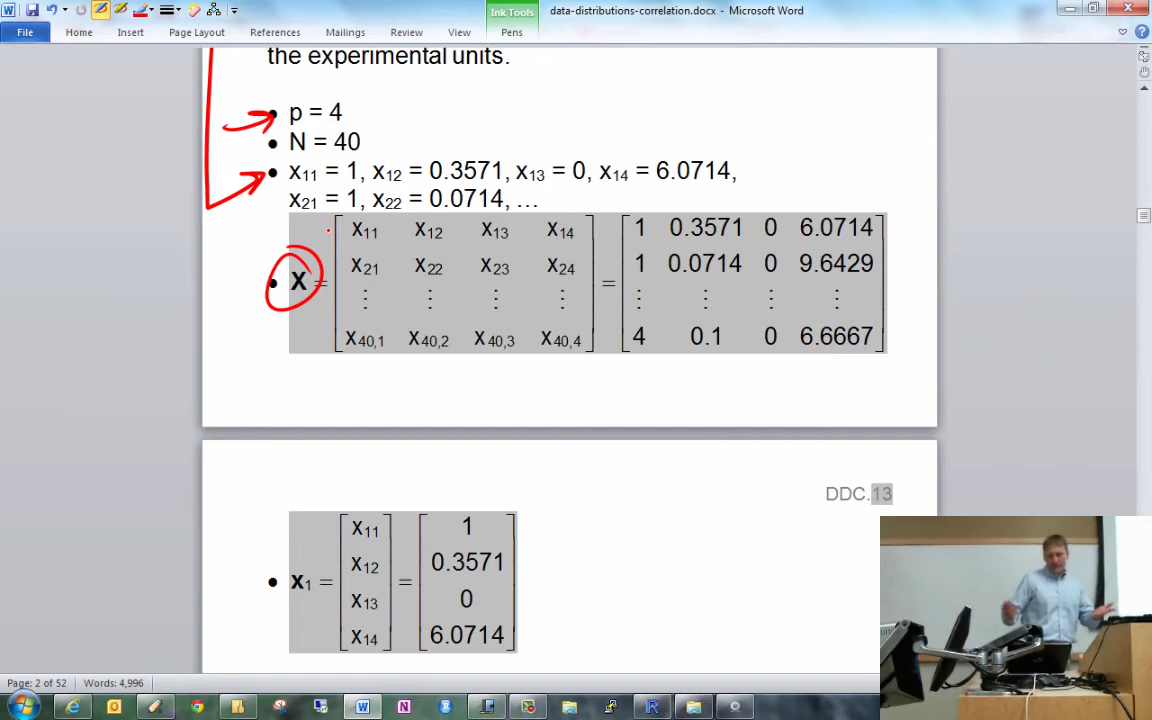 data-distributions-correlation.docx - Microsoft Word
Ink Tools
File Home Insert Page Layout References Mailings Review View Pens
the experimental units.
• p = 4
• N = 40
• x11 = 1, x12 = 0.3571, x13 = 0, x14 = 6.0714,
x21 = 1, x22 = 0.0714, …
x11 x12 x13 x14 1 0.3571 0 6.0714
x21 x22 x23 x24 1 0.0714 0 9.6429
• X = ⋮ ⋮ ⋮ ⋮ = ⋮ ⋮ ⋮ ⋮
x40,1 x40,2 x40,3 x40,4 4 0.1 0 6.6667
DDC.13
x11 1
x12 0.3571
• x1 = =
x13 0
x14 6.0714
Page: 2 of 52 Words: 4,996